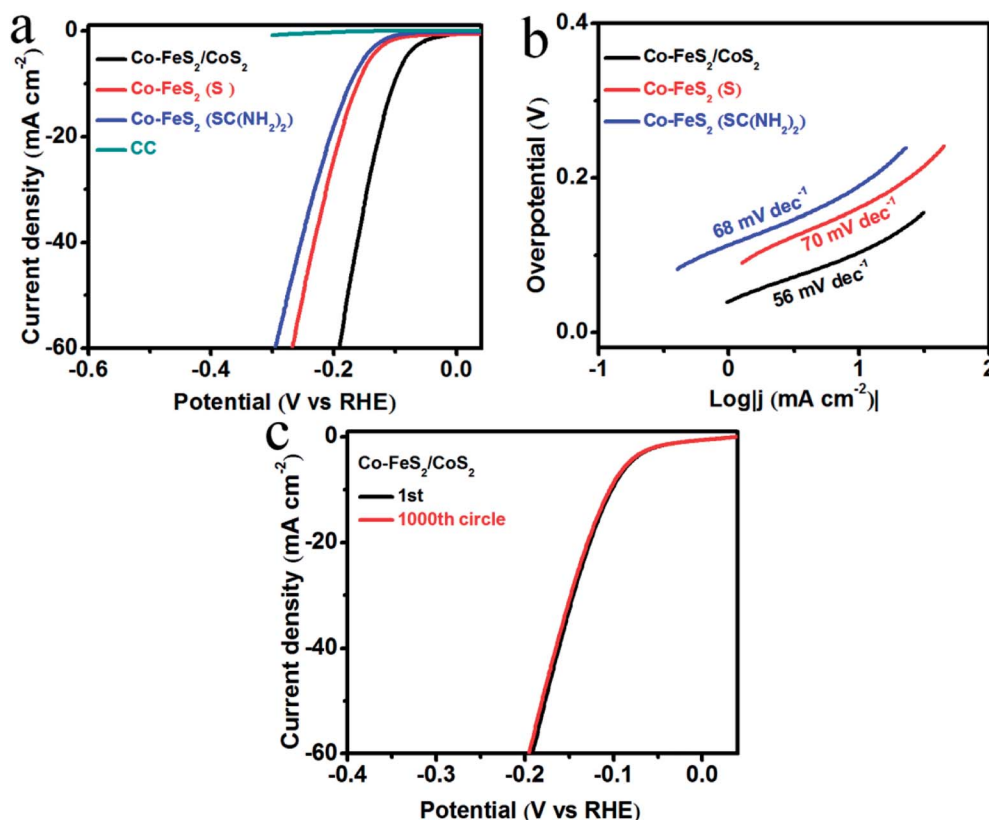 a
0
-20
-40
-60
-0.6
-0.4
-0.2
0.0
Current density (mA cm⁻²)
Potential (V vs RHE)
Co-FeS₂/CoS₂
Co-FeS₂ (S )
Co-FeS₂ (SC(NH₂)₂)
CC
b
0.4
0.2
0.0
-1
0
1
2
Overpotential (V)
Log|j (mA cm⁻²)|
Co-FeS₂/CoS₂
Co-FeS₂ (S)
Co-FeS₂ (SC(NH₂)₂)
68 mV dec⁻¹
70 mV dec⁻¹
56 mV dec⁻¹
c
0
-20
-40
-60
-0.4
-0.3
-0.2
-0.1
0.0
Current density (mA cm⁻²)
Potential (V vs RHE)
Co-FeS₂/CoS₂
1st
1000th circle